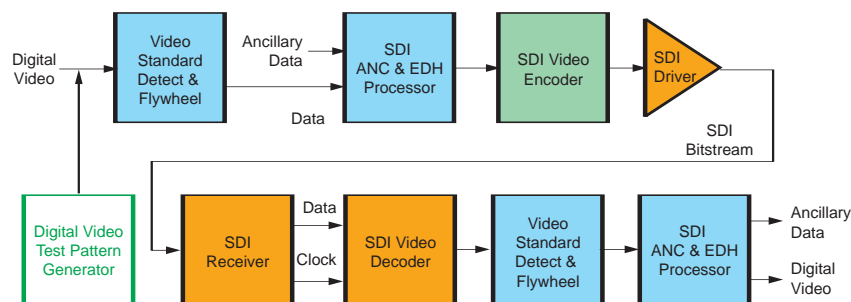 Digital
Video
Video
Standard
Detect &
Flywheel
Ancillary
Data
Data
SDI
ANC & EDH
Processor
SDI Video
Encoder
SDI
Driver
SDI
Bitstream
Digital Video
Test Pattern
Generator
SDI
Receiver
Data
Clock
SDI Video
Decoder
Video
Standard
Detect &
Flywheel
SDI
ANC & EDH
Processor
Ancillary
Data
Digital
Video